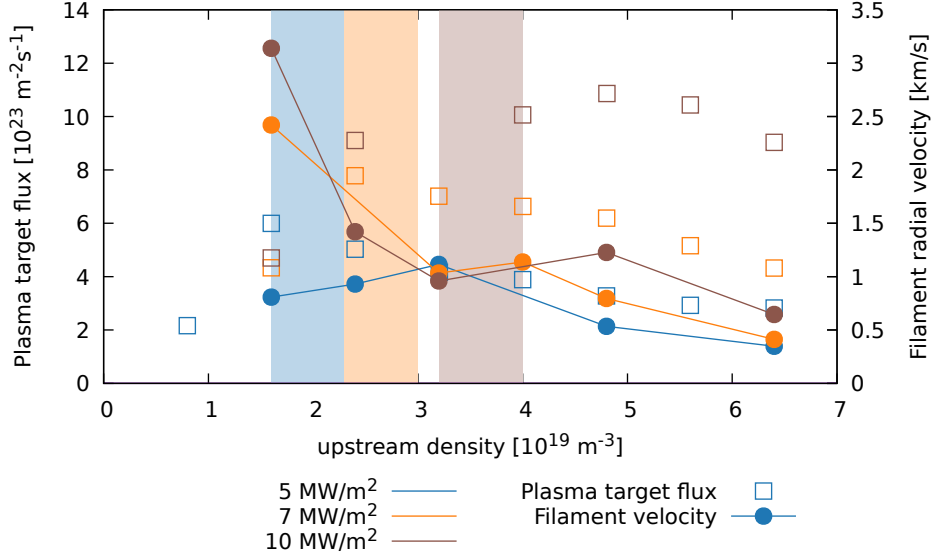 14
12
10
8
6
4
2
0
Plasma target flux [10²³ m⁻²s⁻¹]
3.5
3
2.5
2
1.5
1
0.5
0
Filament radial velocity [km/s]
0 1 2 3 4 5 6 7
upstream density [10¹⁹ m⁻³]
5 MW/m² Plasma target flux
7 MW/m² Filament velocity
10 MW/m²